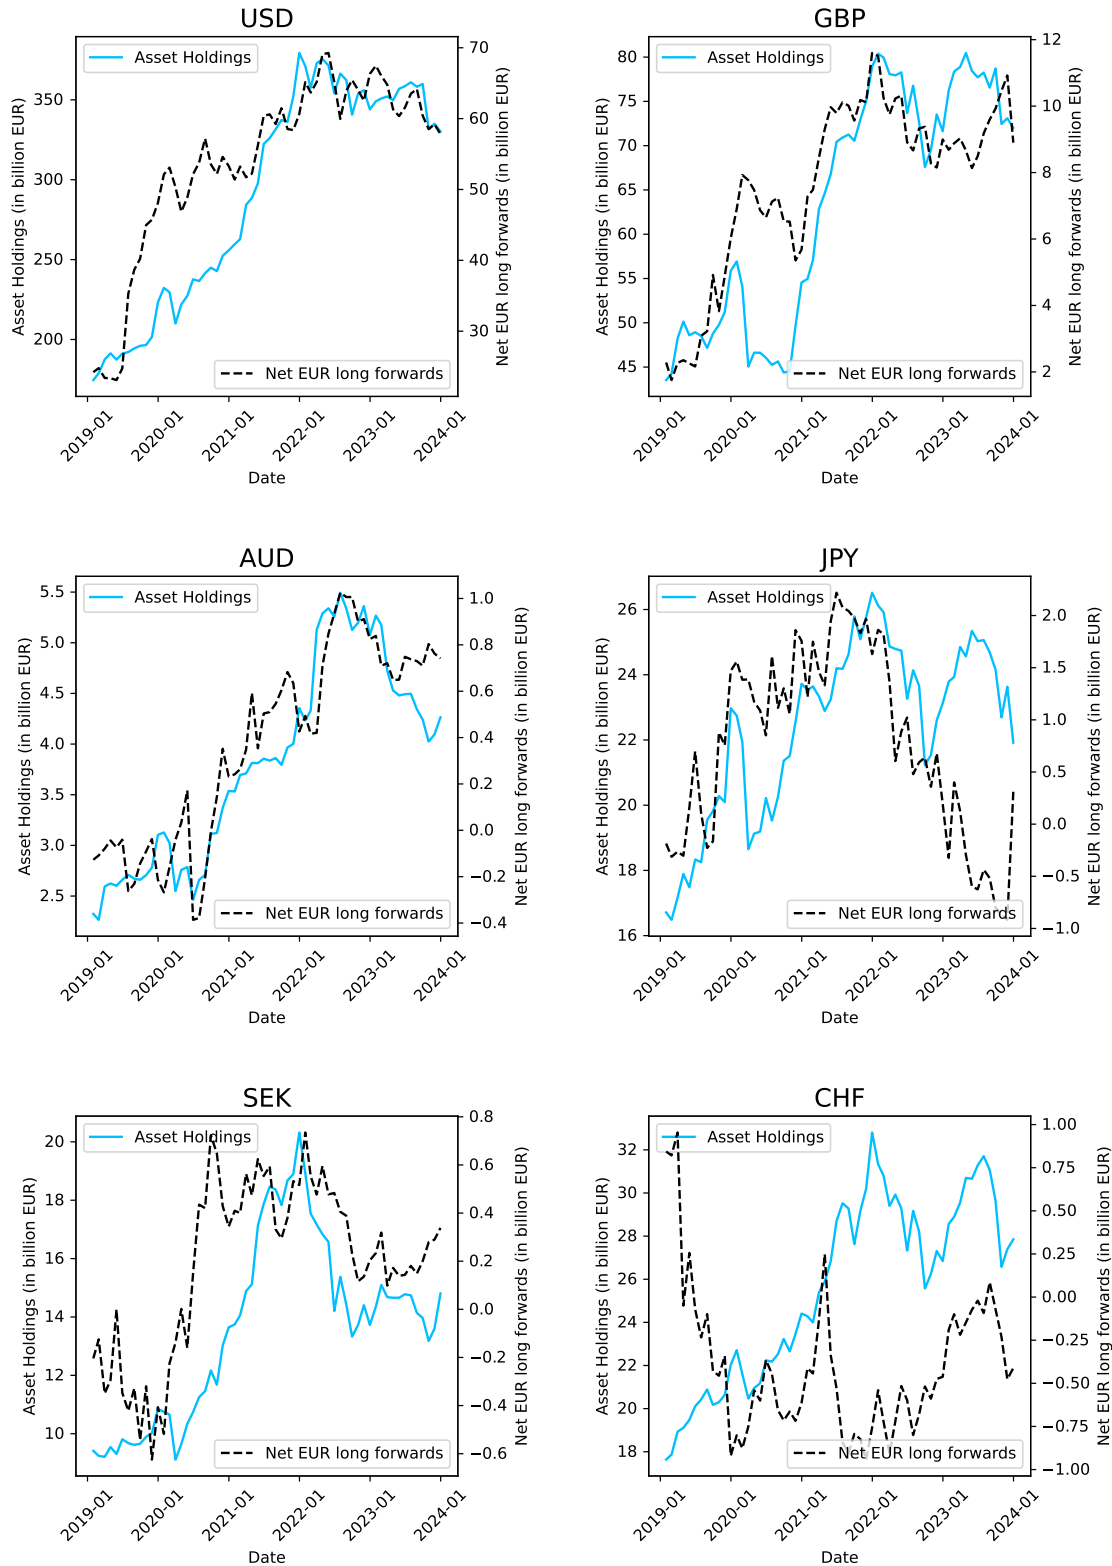 USD
Asset Holdings
Net EUR long forwards
Asset Holdings (in billion EUR)
Net EUR long forwards (in billion EUR)
350
300
250
200
70
60
50
40
30
2019-01 2020-01 2021-01 2022-01 2023-01 2024-01
Date
GBP
Asset Holdings
Net EUR long forwards
Asset Holdings (in billion EUR)
Net EUR long forwards (in billion EUR)
80
75
70
65
60
55
50
45
12
10
8
6
4
2
2019-01 2020-01 2021-01 2022-01 2023-01 2024-01
Date
AUD
Asset Holdings
Net EUR long forwards
Asset Holdings (in billion EUR)
Net EUR long forwards (in billion EUR)
5.5
5.0
4.5
4.0
3.5
3.0
2.5
1.0
0.8
0.6
0.4
0.2
0.0
−0.2
−0.4
2019-01 2020-01 2021-01 2022-01 2023-01 2024-01
Date
JPY
Asset Holdings
Net EUR long forwards
Asset Holdings (in billion EUR)
Net EUR long forwards (in billion EUR)
26
24
22
20
18
16
2.0
1.5
1.0
0.5
0.0
−0.5
−1.0
2019-01 2020-01 2021-01 2022-01 2023-01 2024-01
Date
SEK
Asset Holdings
Net EUR long forwards
Asset Holdings (in billion EUR)
Net EUR long forwards (in billion EUR)
20
18
16
14
12
10
0.8
0.6
0.4
0.2
0.0
−0.2
−0.4
−0.6
2019-01 2020-01 2021-01 2022-01 2023-01 2024-01
Date
CHF
Asset Holdings
Net EUR long forwards
Asset Holdings (in billion EUR)
Net EUR long forwards (in billion EUR)
32
30
28
26
24
22
20
18
1.00
0.75
0.50
0.25
0.00
−0.25
−0.50
−0.75
−1.00
2019-01 2020-01 2021-01 2022-01 2023-01 2024-01
Date